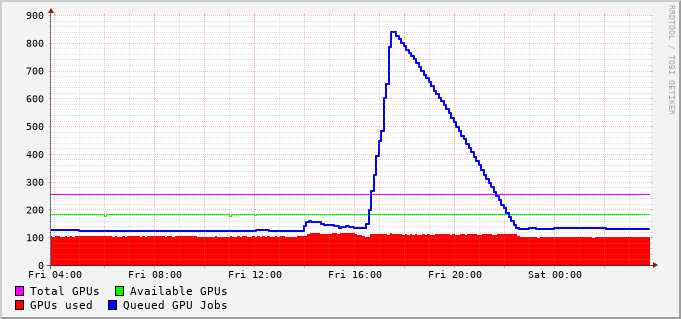 900
800
700
600
500
400
300
200
100
0
Fri 04:00 Fri 08:00 Fri 12:00 Fri 16:00 Fri 20:00 Sat 00:00
Total GPUs Available GPUs
GPUs used Queued GPU Jobs
RRDTOOL / TOBI OETIKER